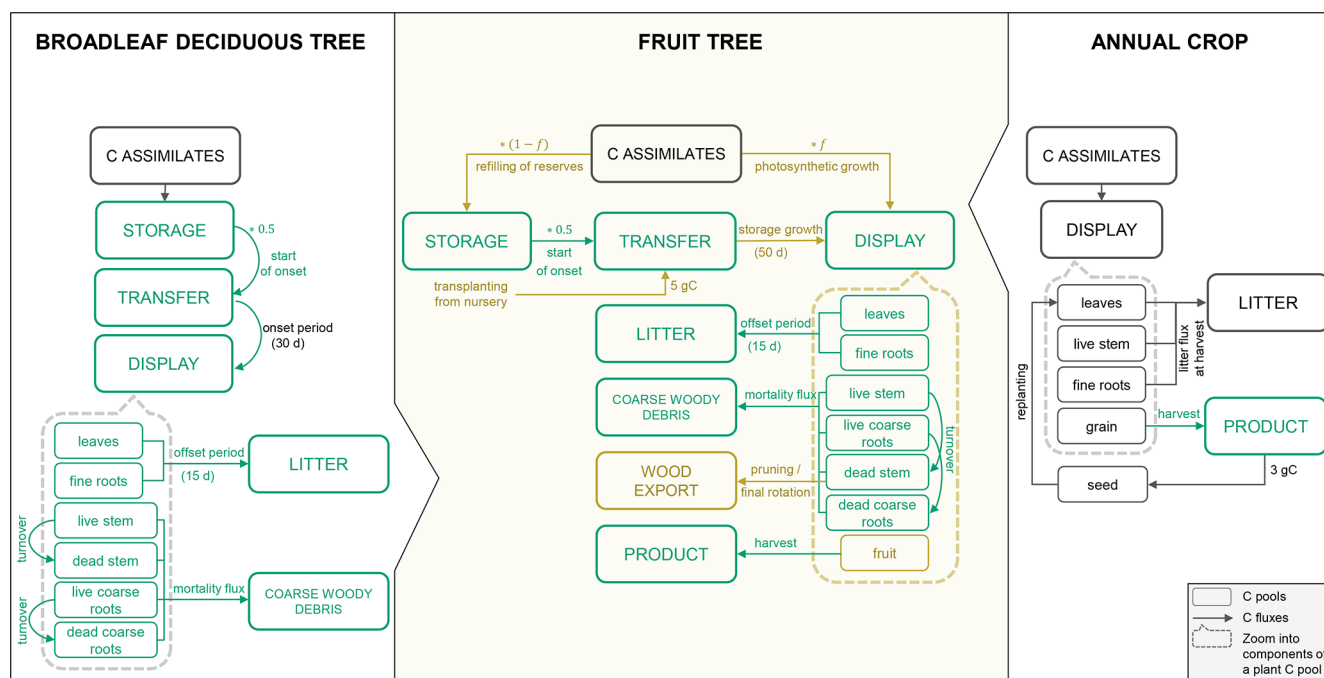 BROADLEAF DECIDUOUS TREE
C ASSIMILATES
STORAGE
* 0.5
start
of onset
TRANSFER
onset period
(30 d)
DISPLAY
leaves
fine roots
offset period
(15 d)
LITTER
live stem
turnover
dead stem
live coarse
roots
turnover
dead coarse
roots
mortality flux
COARSE WOODY
DEBRIS
FRUIT TREE
* (1 − f)
refilling of reserves
C ASSIMILATES
* f
photosynthetic growth
STORAGE
* 0.5
start
of onset
TRANSFER
storage growth
(50 d)
DISPLAY
transplanting
from nursery
5 gC
LITTER
offset period
(15 d)
leaves
fine roots
COARSE WOODY
DEBRIS
mortality flux
live stem
live coarse
roots
turnover
WOOD
EXPORT
pruning /
final rotation
dead stem
dead coarse
roots
PRODUCT
harvest
fruit
ANNUAL CROP
C ASSIMILATES
DISPLAY
leaves
live stem
fine roots
grain
litter flux
at harvest
LITTER
replanting
harvest
PRODUCT
3 gC
seed
C pools
C fluxes
Zoom into
components of
a plant C pool